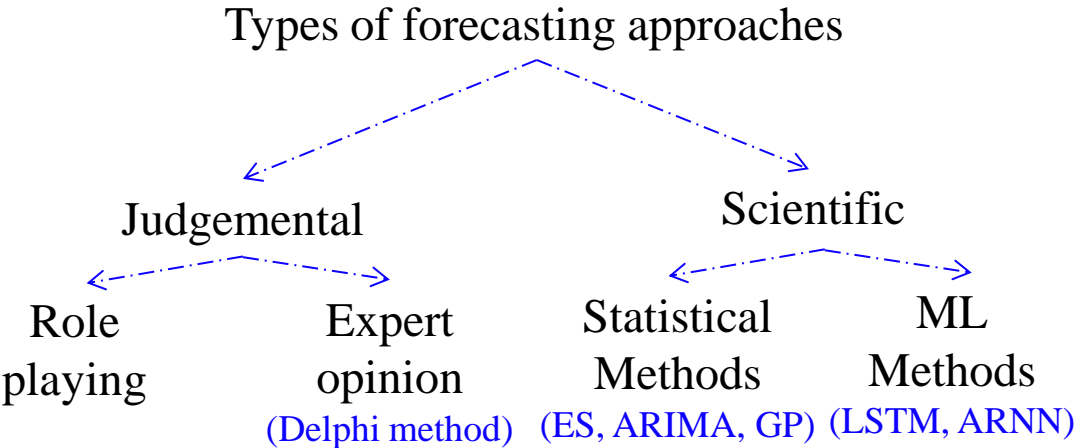 Types of forecasting approaches
Judgemental
Scientific
Role
playing
Expert
opinion
(Delphi method)
Statistical
Methods
(ES, ARIMA, GP)
ML
Methods
(LSTM, ARNN)